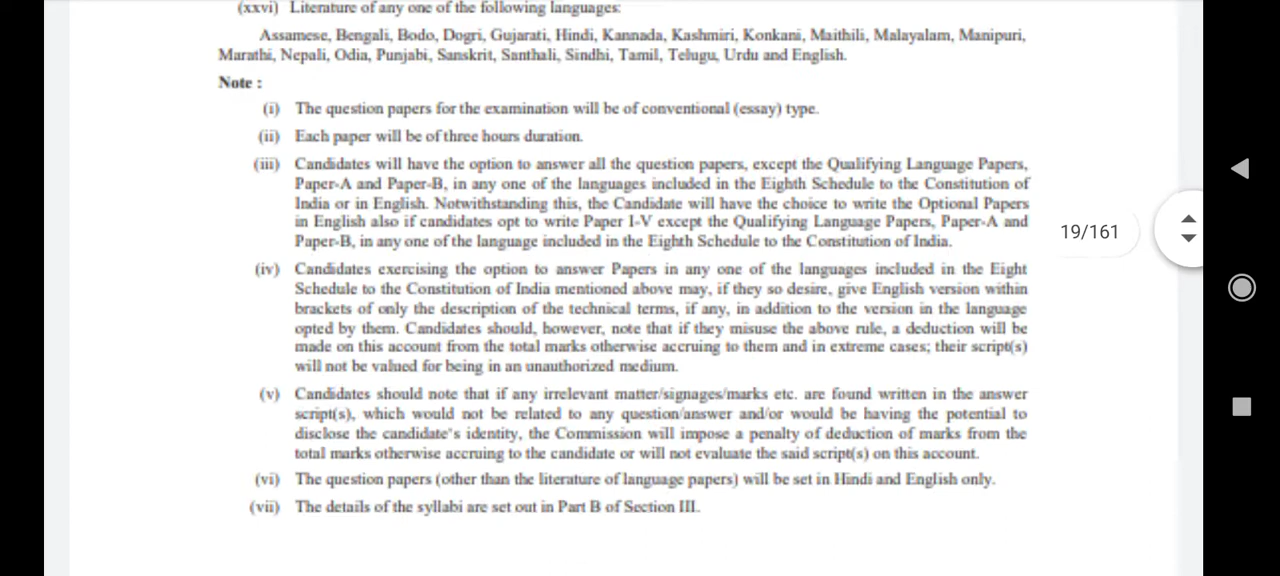 (xxvi) Literature of any one of the following languages:
Assamese, Bengali, Bodo, Dogri, Gujarati, Hindi, Kannada, Kashmiri, Konkani, Maithili, Malayalam, Manipuri,
Marathi, Nepali, Odia, Punjabi, Sanskrit, Santhali, Sindhi, Tamil, Telugu, Urdu and English.
Note :
(i) The question papers for the examination will be of conventional (essay) type.
(ii) Each paper will be of three hours duration.
(iii) Candidates will have the option to answer all the question papers, except the Qualifying Language Papers,
Paper-A and Paper-B, in any one of the languages included in the Eighth Schedule to the Constitution of
India or in English. Notwithstanding this, the Candidate will have the choice to write the Optional Papers
in English also if candidates opt to write Paper I-V except the Qualifying Language Papers, Paper-A and
Paper-B, in any one of the language included in the Eighth Schedule to the Constitution of India.
19/161
(iv) Candidates exercising the option to answer Papers in any one of the languages included in the Eight
Schedule to the Constitution of India mentioned above may, if they so desire, give English version within
brackets of only the description of the technical terms, if any, in addition to the version in the language
opted by them. Candidates should, however, note that if they misuse the above rule, a deduction will be
made on this account from the total marks otherwise accruing to them and in extreme cases; their script(s)
will not be valued for being in an unauthorized medium.
(v) Candidates should note that if any irrelevant matter/signages/marks etc. are found written in the answer
script(s), which would not be related to any question/answer and/or would be having the potential to
disclose the candidate's identity, the Commission will impose a penalty of deduction of marks from the
total marks otherwise accruing to the candidate or will not evaluate the said script(s) on this account.
(vi) The question papers (other than the literature of language papers) will be set in Hindi and English only.
(vii) The details of the syllabi are set out in Part B of Section III.